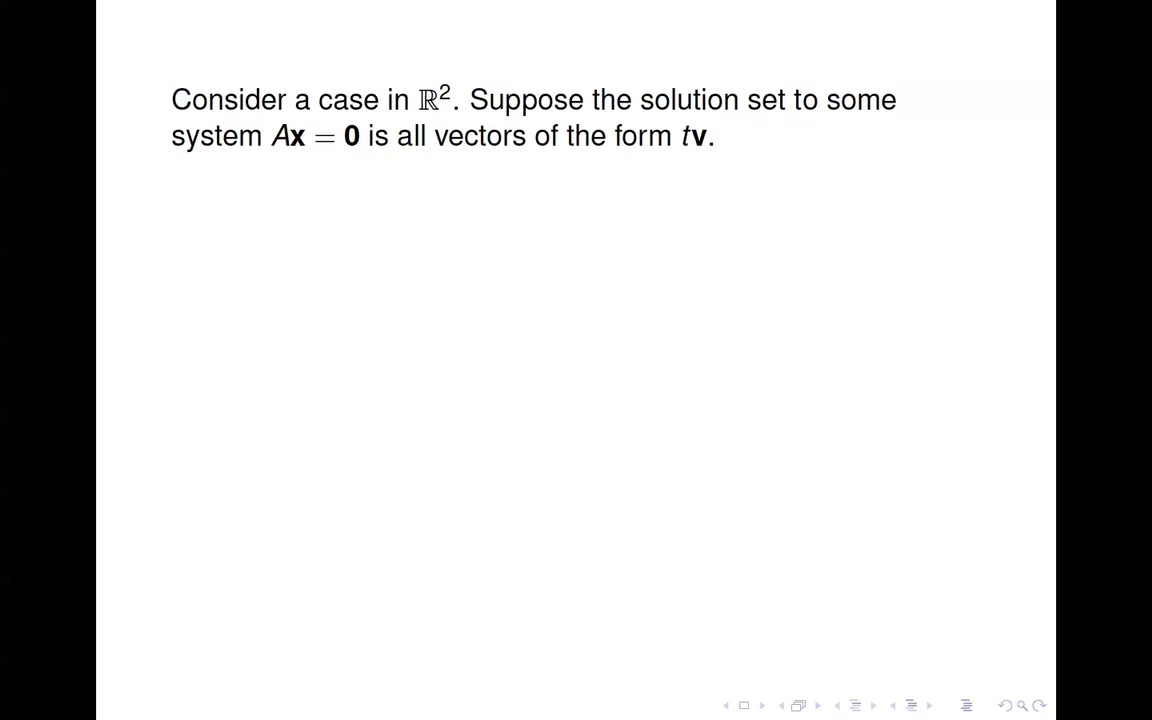 Consider a case in ℝ². Suppose the solution set to some
system Ax = 0 is all vectors of the form tv.